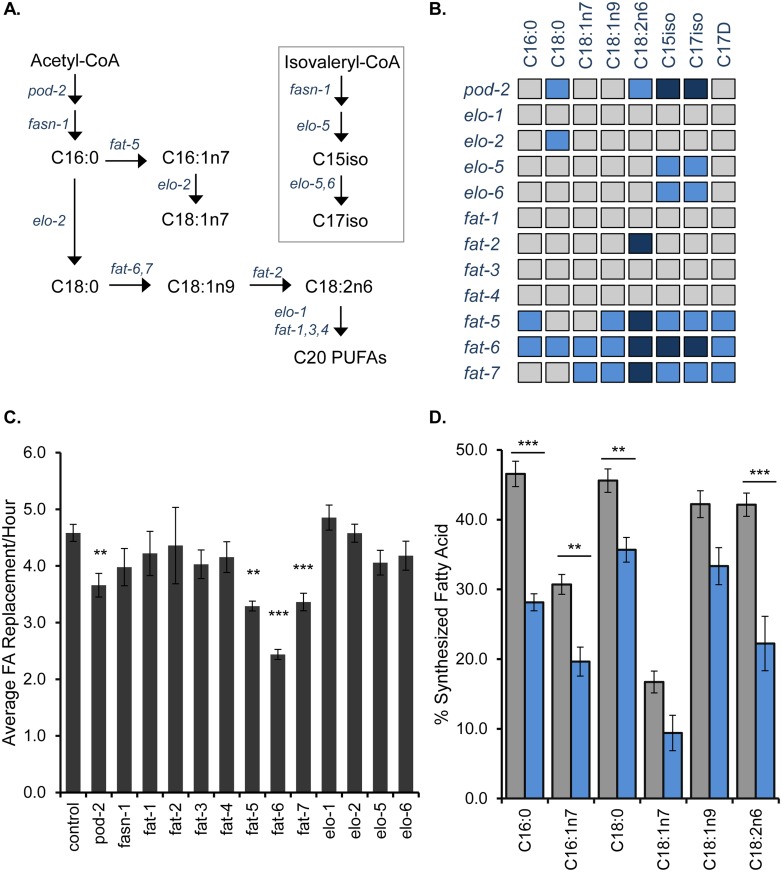 A.
Acetyl-CoA
pod-2
fasn-1
C16:0
fat-5
C16:1n7
elo-2
C18:1n7
elo-2
C18:0
fat-6,7
C18:1n9
fat-2
C18:2n6
elo-1
fat-1,3,4
C20 PUFAs
Isovaleryl-CoA
fasn-1
elo-5
C15iso
elo-5,6
C17iso
B.
C16:0
C18:0
C18:1n7
C18:1n9
C18:2n6
C15iso
C17iso
C17D
pod-2
elo-1
elo-2
elo-5
elo-6
fat-1
fat-2
fat-3
fat-4
fat-5
fat-6
fat-7
C.
Average FA Replacement/Hour
6.0
5.0
4.0
3.0
2.0
1.0
0.0
**
**
***
***
control
pod-2
fasn-1
fat-1
fat-2
fat-3
fat-4
fat-5
fat-6
fat-7
elo-1
elo-2
elo-5
elo-6
D.
% Synthesized Fatty Acid
50.0
40.0
30.0
20.0
10.0
0.0
***
**
**
***
C16:0
C16:1n7
C18:0
C18:1n7
C18:1n9
C18:2n6